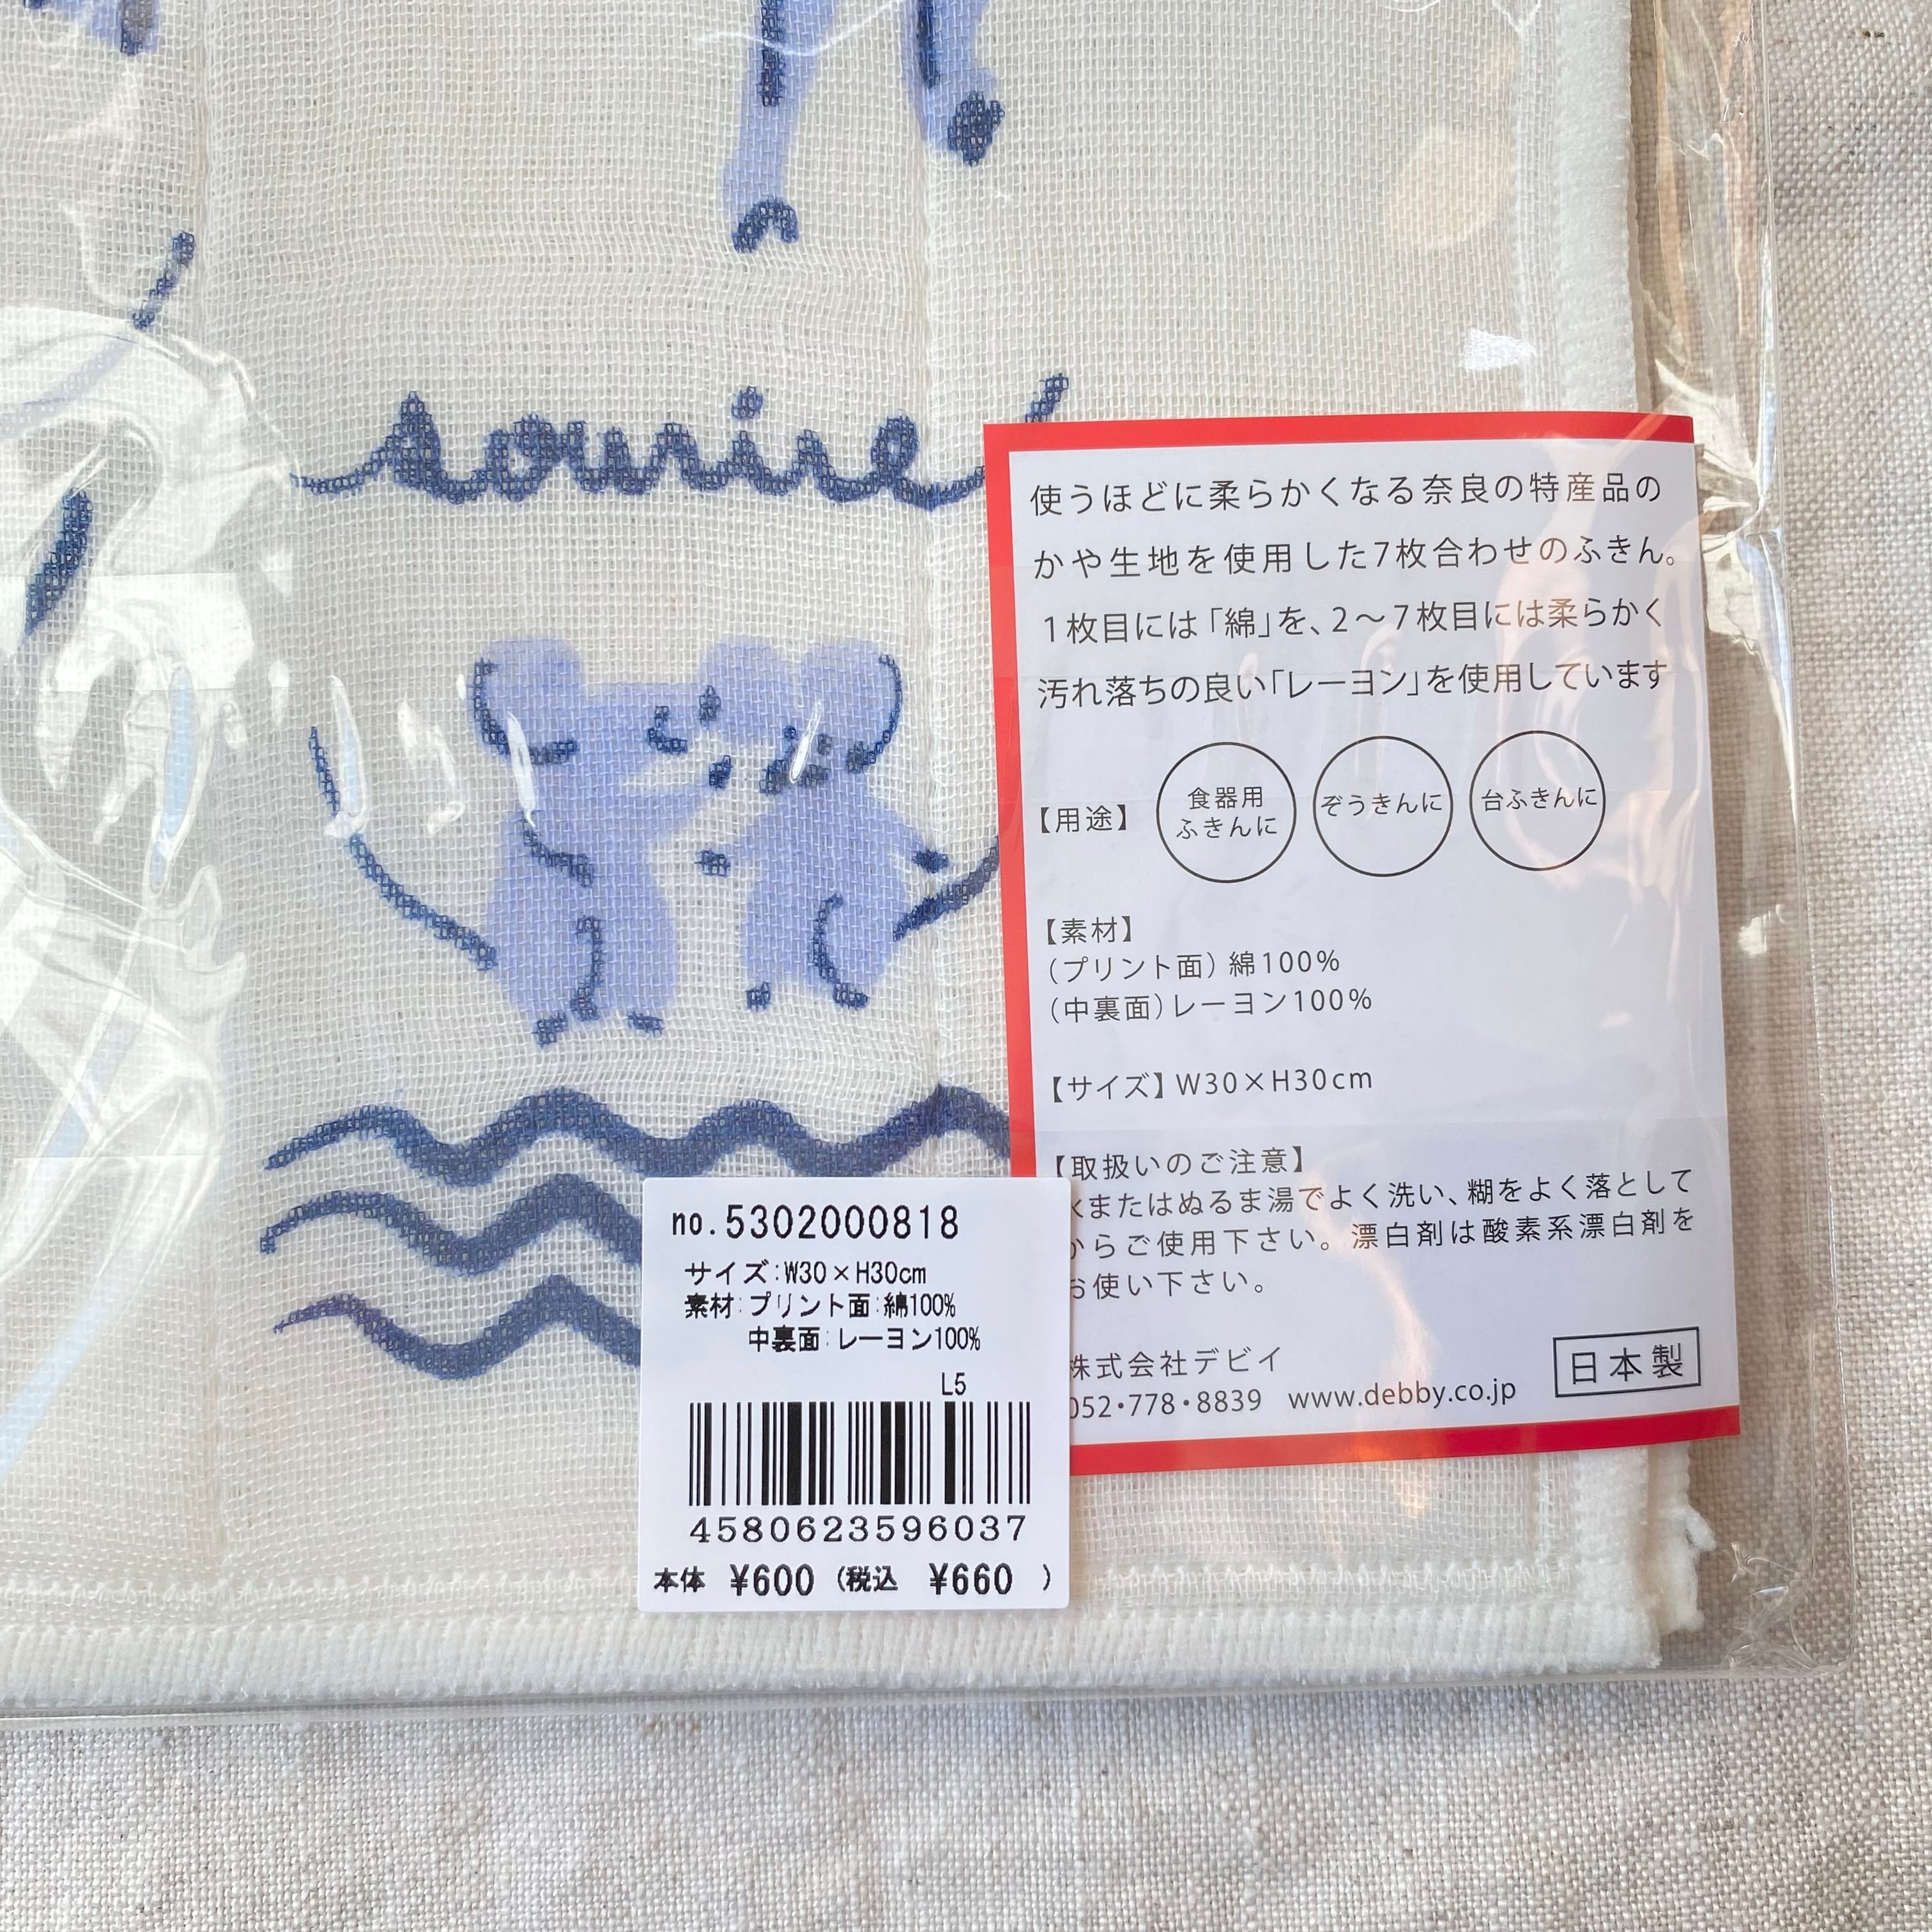 sourire
使うほどに柔らかくなる奈良の特産品の
かや生地を使用した7枚合わせのふきん。
1枚目には「綿」を、2～7枚目には柔らかく
汚れ落ちの良い「レーヨン」を使用しています
【用途】
食器用
ふきんに
ぞうきんに
台ふきんに
【素材】
（プリント面）綿100%
（中裏面）レーヨン100%
【サイズ】W30×H30cm
【取扱いのご注意】
水またはぬるま湯でよく洗い、糊をよく落として
からご使用下さい。漂白剤は酸素系漂白剤を
お使い下さい。
株式会社デビイ
052・778・8839 www.debby.co.jp
日本製
no.5302000818
サイズ:W30×H30cm
素材:プリント面:綿100%
中裏面:レーヨン100%
L5
4580623596037
本体 ¥600 (税込 ¥660 )